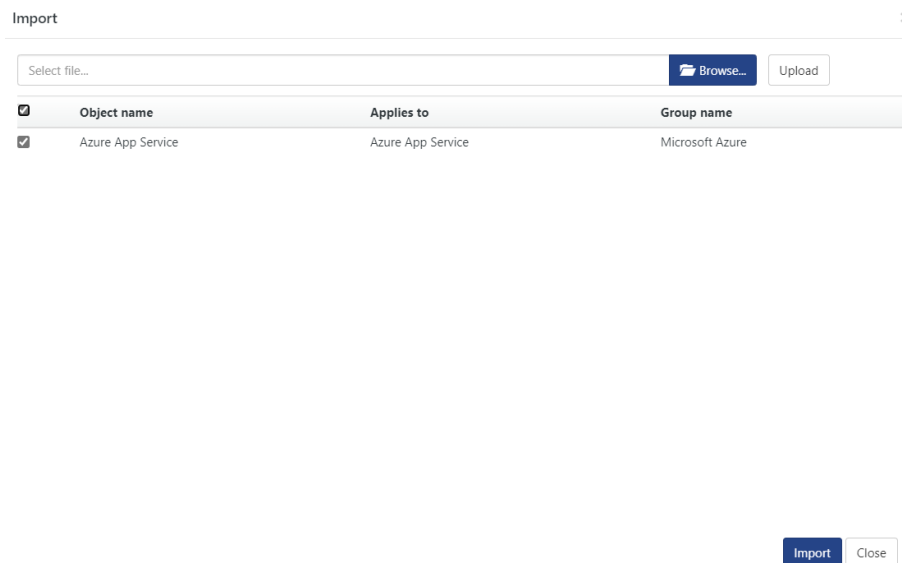 Import
Select file... Browse... Upload
Object name Applies to Group name
Azure App Service Azure App Service Microsoft Azure
Import Close